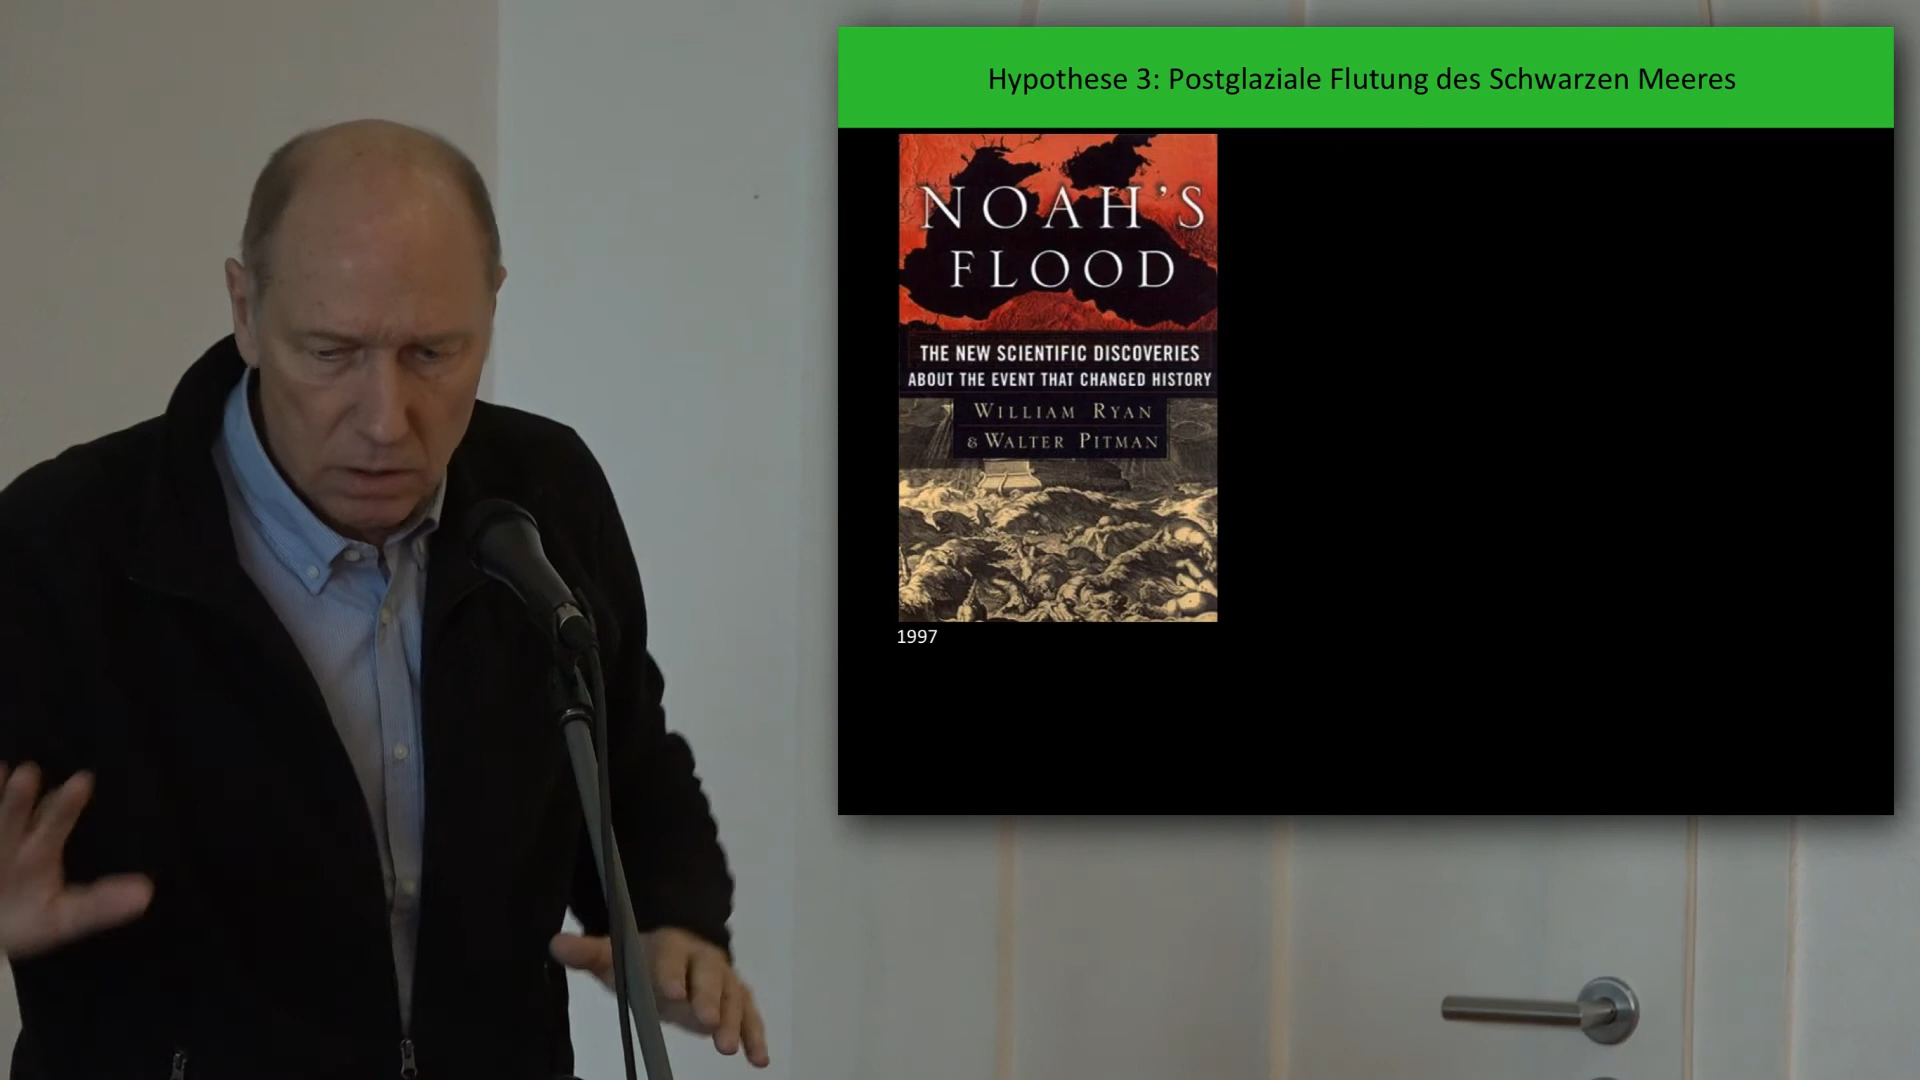 Hypothese 3: Postglaziale Flutung des Schwarzen Meeres
NOAH'S
FLOOD
THE NEW SCIENTIFIC DISCOVERIES
ABOUT THE EVENT THAT CHANGED HISTORY
WILLIAM RYAN
& WALTER PITMAN
1997